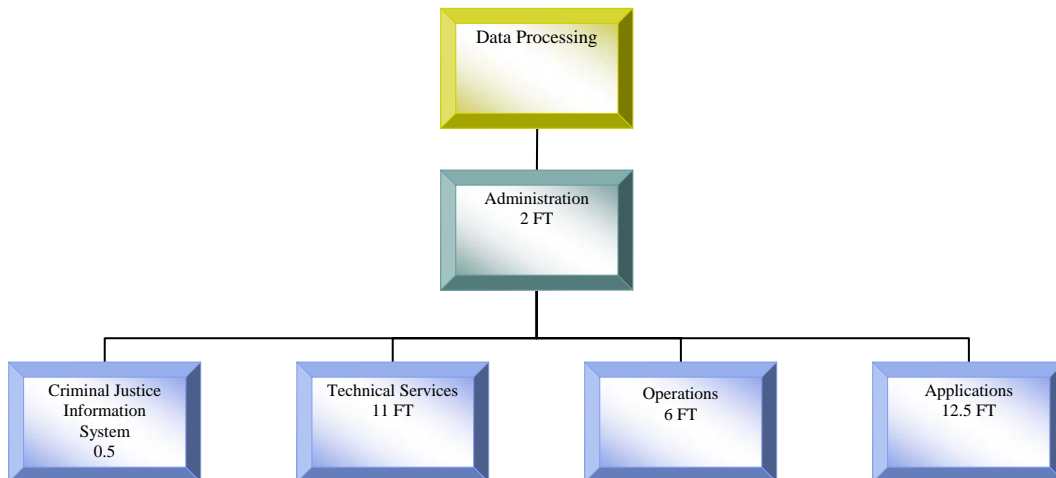 Data Processing
Administration
2 FT
Criminal Justice
Information
System
0.5
Technical Services
11 FT
Operations
6 FT
Applications
12.5 FT